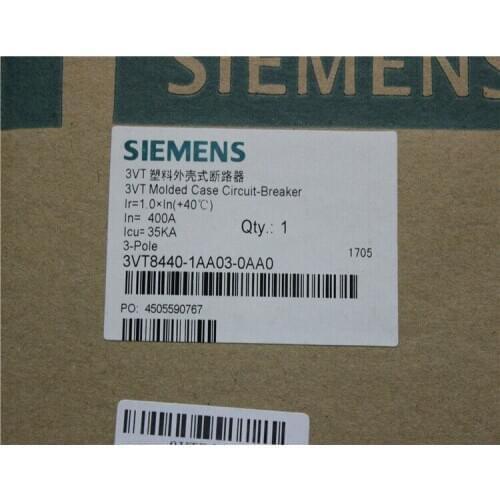 SIEMENS
SIEMENS
3VT 塑料外壳式断路器
3VT Molded Case Circuit-Breaker
Ir=1.0×In(+40℃)
In= 400A
Icu= 35KA
Qty.: 1
3-Pole
1705
3VT8440-1AA03-0AA0
PO: 4505590767